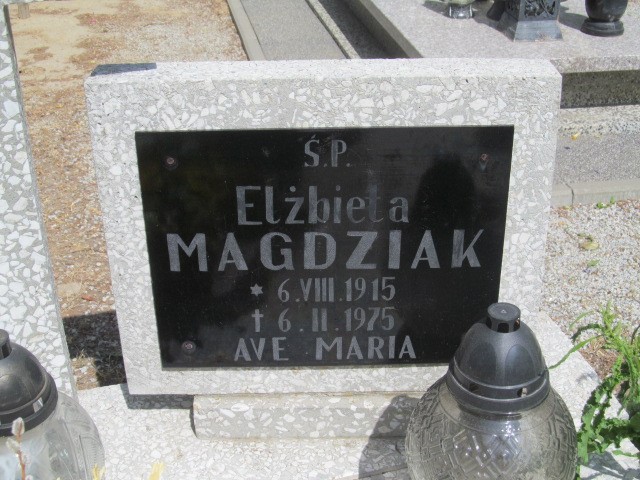 Ś.P.
Elżbieta
MAGDZIAK
* 6.VIII.1915
† 6.II.1975
AVE MARIA